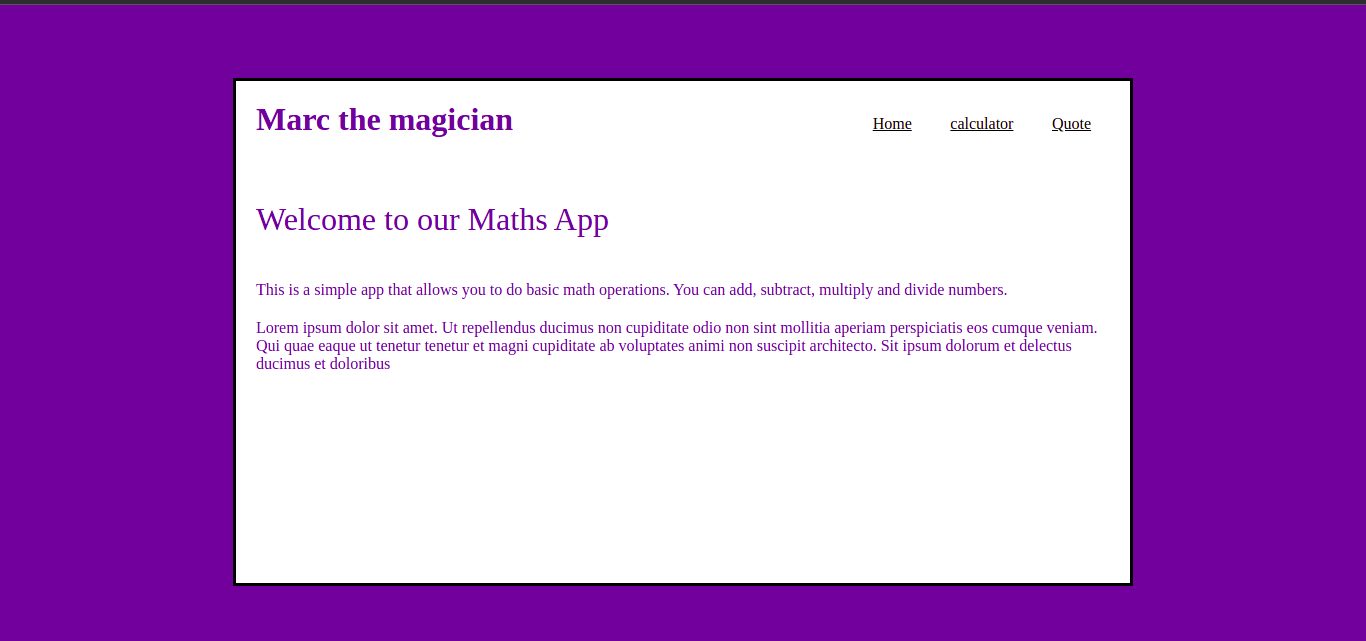 Marc the magician
Home calculator Quote
Welcome to our Maths App
This is a simple app that allows you to do basic math operations. You can add, subtract, multiply and divide numbers.
Lorem ipsum dolor sit amet. Ut repellendus ducimus non cupiditate odio non sint mollitia aperiam perspiciatis eos cumque veniam.
Qui quae eaque ut tenetur tenetur et magni cupiditate ab voluptates animi non suscipit architecto. Sit ipsum dolorum et delectus
ducimus et doloribus